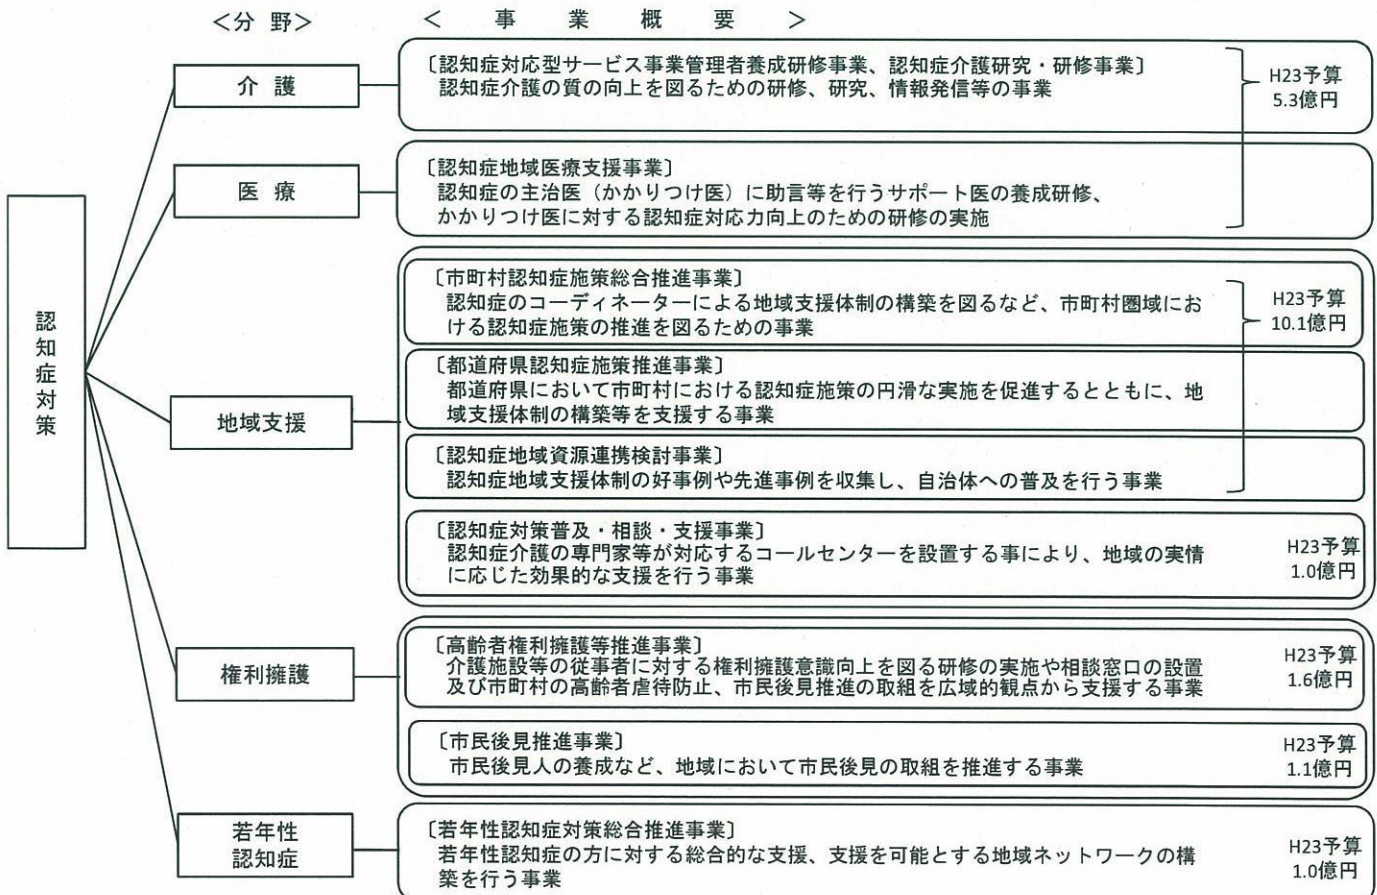 <分 野>
< 事 業 概 要 >
認知症対策
介 護
〔認知症対応型サービス事業管理者養成研修事業、認知症介護研究・研修事業〕
認知症介護の質の向上を図るための研修、研究、情報発信等の事業
H23予算
5.3億円
医 療
〔認知症地域医療支援事業〕
認知症の主治医（かかりつけ医）に助言等を行うサポート医の養成研修、
かかりつけ医に対する認知症対応力向上のための研修の実施
地域支援
〔市町村認知症施策総合推進事業〕
認知症のコーディネーターによる地域支援体制の構築を図るなど、市町村圏域にお
ける認知症施策の推進を図るための事業
H23予算
10.1億円
〔都道府県認知症施策推進事業〕
都道府県において市町村における認知症施策の円滑な実施を促進するとともに、地
域支援体制の構築等を支援する事業
〔認知症地域資源連携検討事業〕
認知症地域支援体制の好事例や先進事例を収集し、自治体への普及を行う事業
〔認知症対策普及・相談・支援事業〕
認知症介護の専門家等が対応するコールセンターを設置する事により、地域の実情
に応じた効果的な支援を行う事業
H23予算
1.0億円
権利擁護
〔高齢者権利擁護等推進事業〕
介護施設等の従事者に対する権利擁護意識向上を図る研修の実施や相談窓口の設置
及び市町村の高齢者虐待防止、市民後見推進の取組を広域的観点から支援する事業
H23予算
1.6億円
〔市民後見推進事業〕
市民後見人の養成など、地域において市民後見の取組を推進する事業
H23予算
1.1億円
若年性
認知症
〔若年性認知症対策総合推進事業〕
若年性認知症の方に対する総合的な支援、支援を可能とする地域ネットワークの構
築を行う事業
H23予算
1.0億円